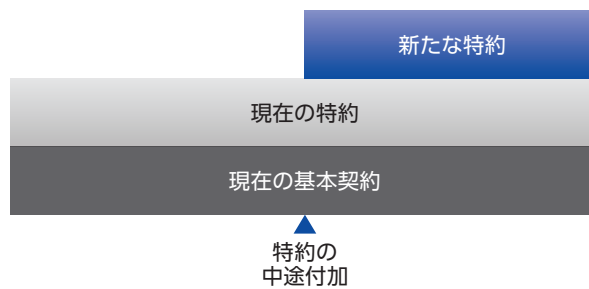 新たな特約
現在の特約
現在の基本契約
特約の
中途付加